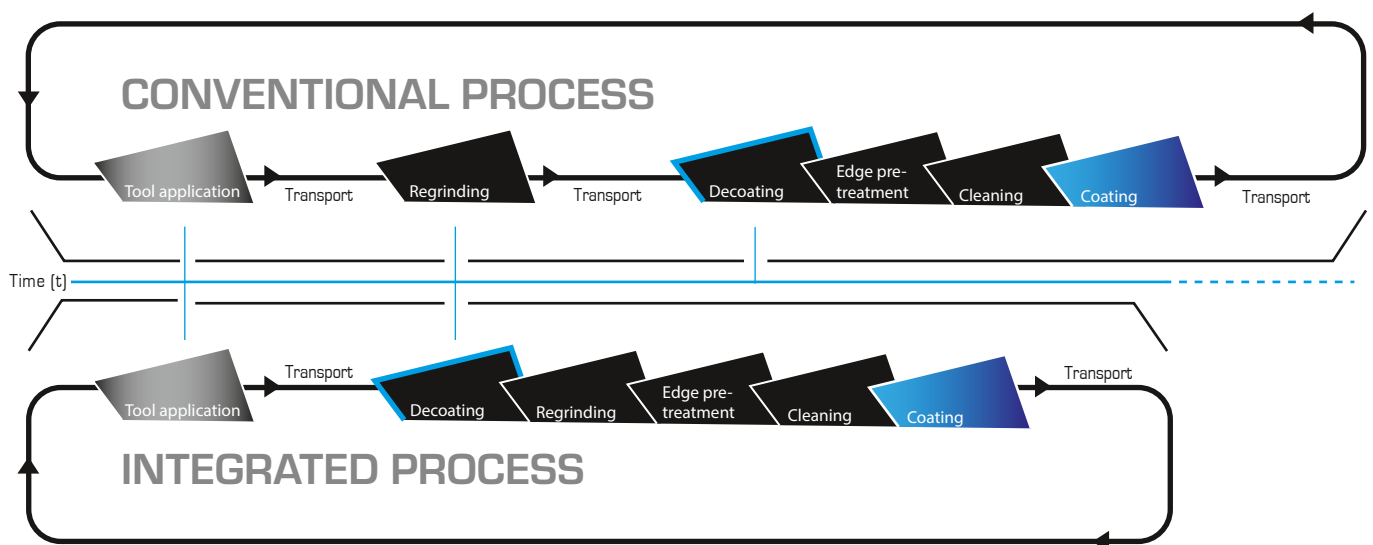 CONVENTIONAL PROCESS
Tool application
Transport
Regrinding
Transport
Decoating
Edge pre-
treatment
Cleaning
Coating
Transport
Time (t)
Tool application
Transport
Decoating
Regrinding
Edge pre-
treatment
Cleaning
Coating
Transport
INTEGRATED PROCESS